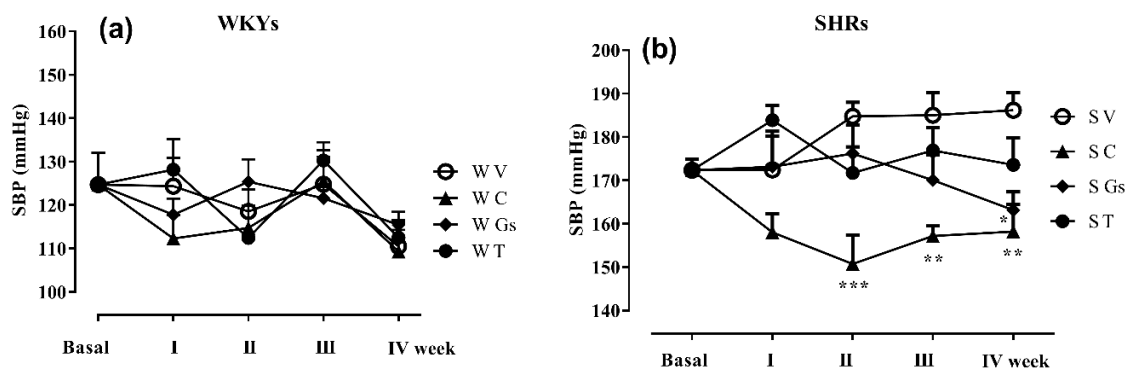 (a)
WKYs
SBP (mmHg)
160
150
140
130
120
110
100
Basal I II III IV week
W V
W C
W Gs
W T
(b)
SHRs
SBP (mmHg)
200
190
180
170
160
150
140
*
***
**
**
Basal I II III IV week
S V
S C
S Gs
S T